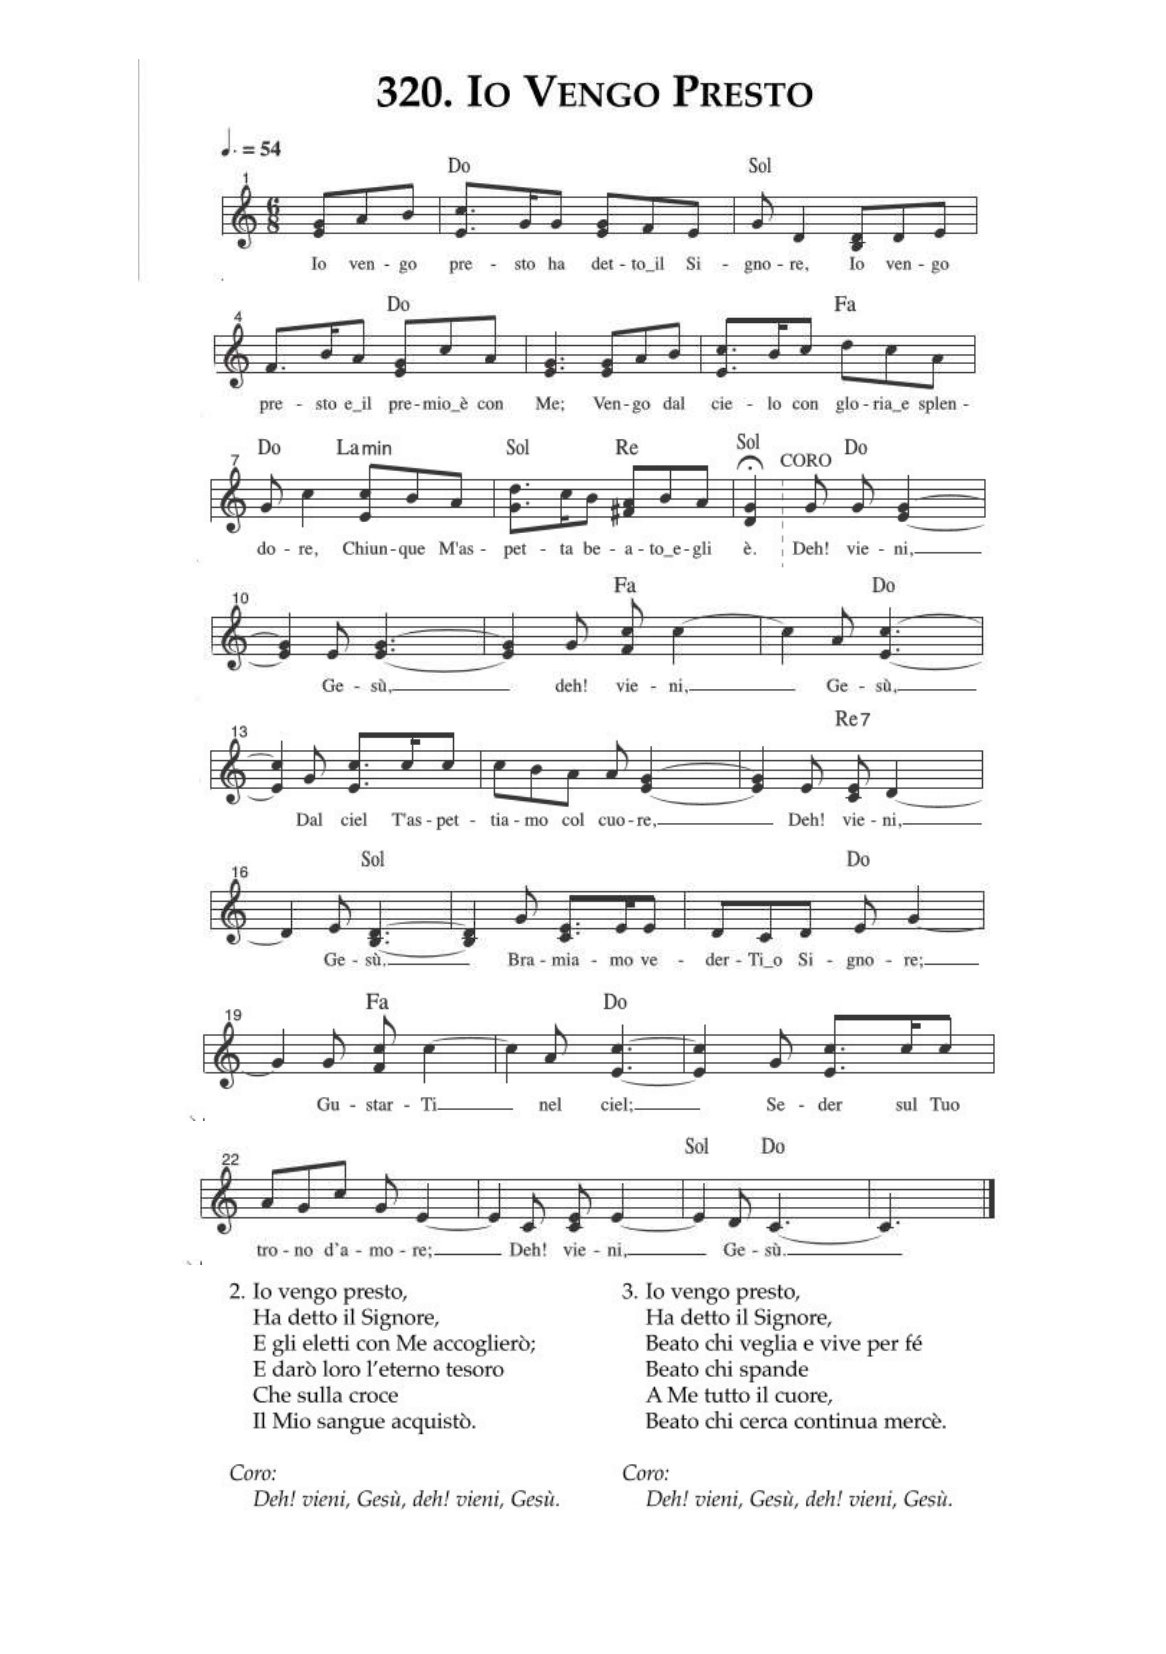 320. Io Vengo Presto
♩. = 54
Do Sol
1
6
8
Io ven - go pre - sto ha det - to_il Si - gno - re, Io ven - go
Do Fa
4
pre - sto e_il pre - mio_è con Me; Ven - go dal cie - lo con glo - ria_e splen -
Do Lamin Sol Re Sol CORO Do
7
do - re, Chiun - que M'as - pet - ta be - a - to_e - gli è. Deh! vie - ni,
Fa Do
10
Ge - sù, deh! vie - ni, Ge - sù,
Re7
13
Dal ciel T'as - pet - tia - mo col cuo - re, Deh! vie - ni,
Sol Do
16
Ge - sù. Bra - mia - mo ve - der - Ti_o Si - gno - re;
Fa Do
19
Gu - star - Ti nel ciel; Se - der sul Tuo
Sol Do
22
tro - no d'a - mo - re; Deh! vie - ni, Ge - sù.
2. Io vengo presto,
Ha detto il Signore,
E gli eletti con Me accoglierò;
E darò loro l'eterno tesoro
Che sulla croce
Il Mio sangue acquistò.
Coro:
Deh! vieni, Gesù, deh! vieni, Gesù.
3. Io vengo presto,
Ha detto il Signore,
Beato chi veglia e vive per fé
Beato chi spande
A Me tutto il cuore,
Beato chi cerca continua mercè.
Coro:
Deh! vieni, Gesù, deh! vieni, Gesù.